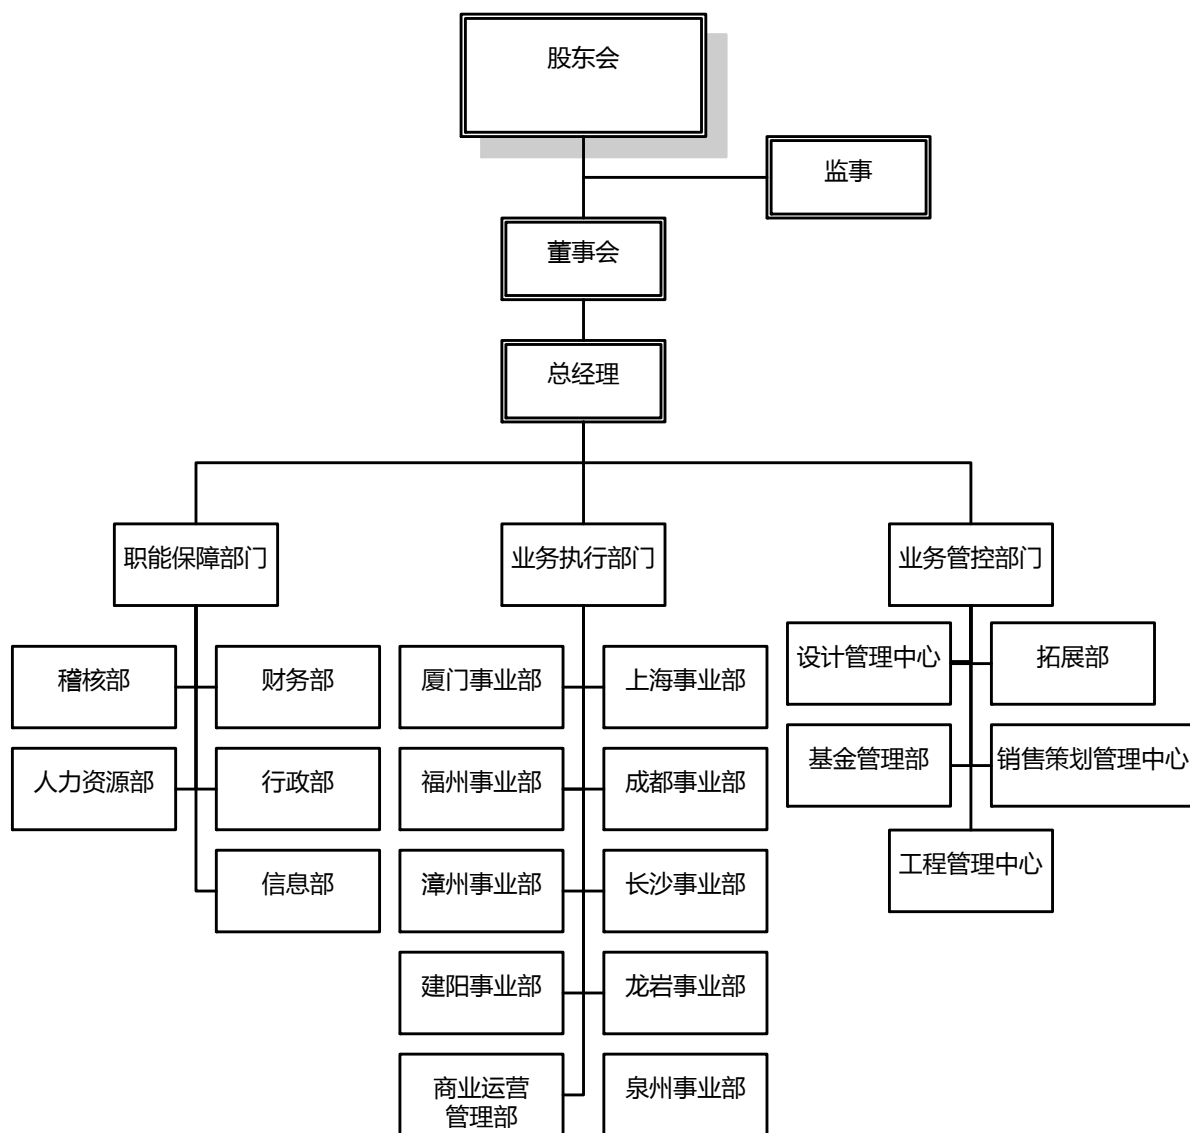 股东会
监事
董事会
总经理
职能保障部门
业务执行部门
业务管控部门
稽核部
财务部
人力资源部
行政部
信息部
厦门事业部
上海事业部
福州事业部
成都事业部
漳州事业部
长沙事业部
建阳事业部
龙岩事业部
商业运营
管理部
泉州事业部
设计管理中心
拓展部
基金管理部
销售策划管理中心
工程管理中心